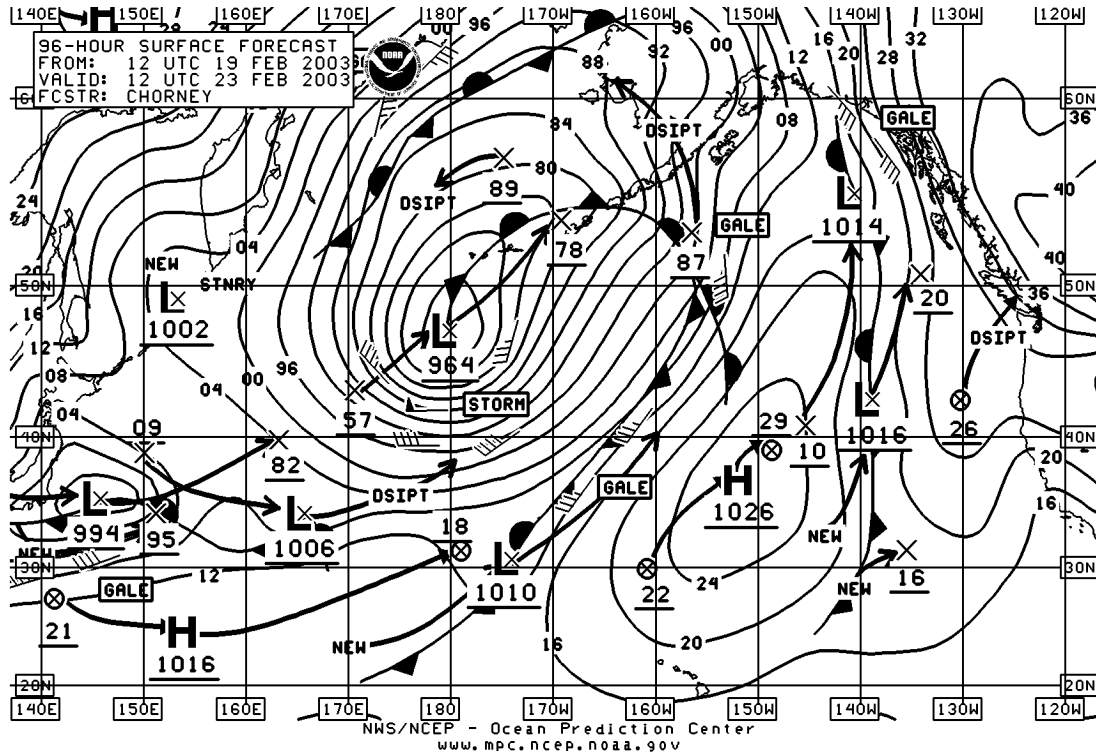 140E 150E 160E 170E 180 170W 160W 150W 140W 130W 120W
H
96-HOUR SURFACE FORECAST
FROM: 12 UTC 19 FEB 2003
VALID: 12 UTC 23 FEB 2003
FCSTR: CHORNEY
NOAA
00 96 00 16 32
92 20 28
88 12
60N 60N
GALE 36
84 DSIPT 08
80
24 89 40
DSIPT L
1014
04 GALE
NEW 78 87
20 STNRY 40
50N 50N
L 20 36
16 1002
L DSIPT
12 964
96
08 00
04 57 STORM L
04 1016 26
09 29
40N 10 40N
82 20
H
DSIPT GALE 1026 16
L 994 L 1006 18
95 NEW
NEW L
30N 12 1010 30N
GALE 22 24 NEW 16
21
H
1016 NEW 16 20
20N 20N
140E 150E 160E 170E 180 170W 160W 150W 140W 130W 120W
NWS/NCEP – Ocean Prediction Center
www.mpc.ncep.noaa.gov